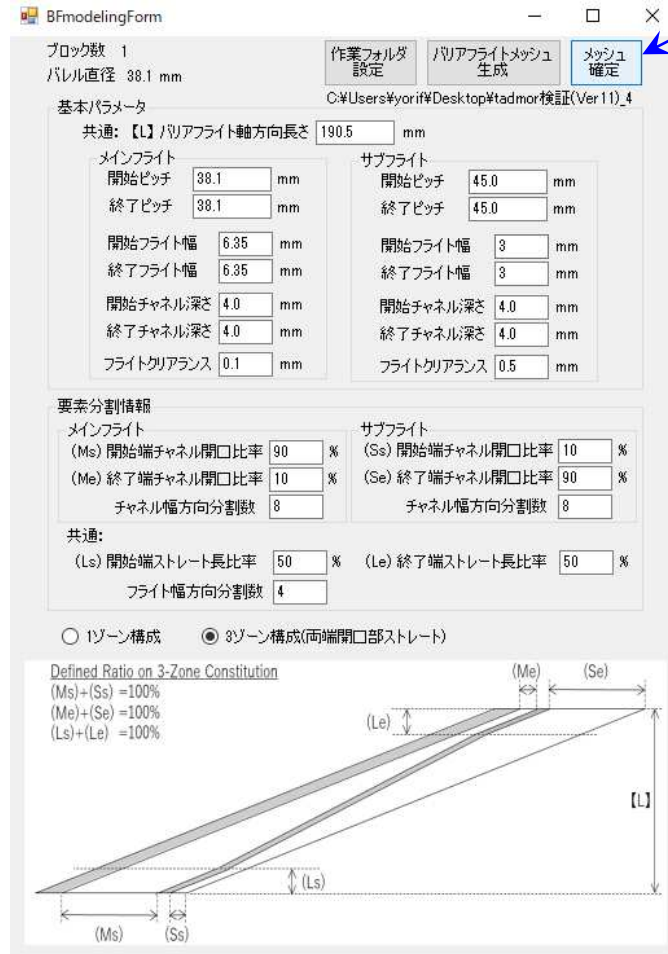 BFmodelingForm
ブロック数 1
バレル直径 38.1 mm
作業フォルダ
設定
バリアフライトメッシュ
生成
メッシュ
確定
C:¥Users¥yorif¥Desktop¥tadmor検証(Ver11)_4
基本パラメータ
共通: 【L】バリアフライト軸方向長さ 190.5 mm
メインフライト
開始ピッチ 38.1 mm
終了ピッチ 38.1 mm
開始フライト幅 6.35 mm
終了フライト幅 6.35 mm
開始チャネル深さ 4.0 mm
終了チャネル深さ 4.0 mm
フライトクリアランス 0.1 mm
サブフライト
開始ピッチ 45.0 mm
終了ピッチ 45.0 mm
開始フライト幅 3 mm
終了フライト幅 3 mm
開始チャネル深さ 4.0 mm
終了チャネル深さ 4.0 mm
フライトクリアランス 0.5 mm
要素分割情報
メインフライト
(Ms) 開始端チャネル開口比率 90 %
(Me) 終了端チャネル開口比率 10 %
チャネル幅方向分割数 8
サブフライト
(Ss) 開始端チャネル開口比率 10 %
(Se) 終了端チャネル開口比率 90 %
チャネル幅方向分割数 8
共通:
(Ls) 開始端ストレート長比率 50 %
(Le) 終了端ストレート長比率 50 %
フライト幅方向分割数 4
1ゾーン構成
3ゾーン構成(両端開口部ストレート)
Defined Ratio on 3-Zone Constitution
(Ms)+(Ss) =100%
(Me)+(Se) =100%
(Ls)+(Le) =100%
(Me)
(Se)
(Le)
【L】
(Ls)
(Ms)
(Ss)